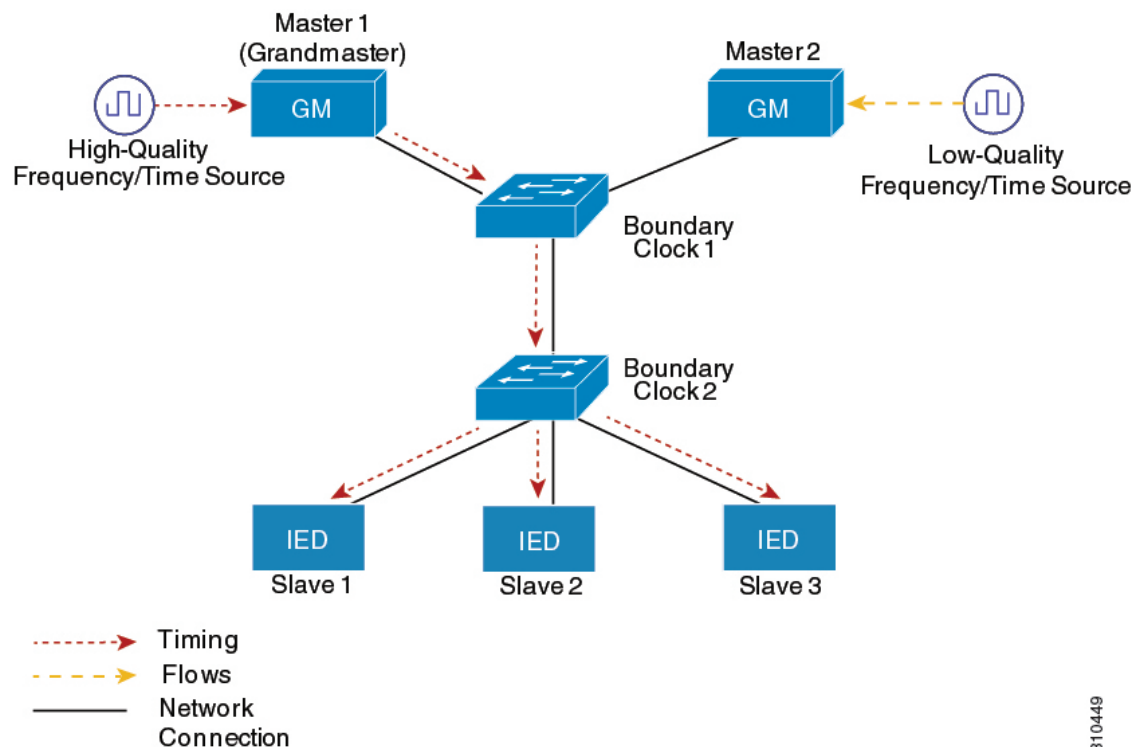 Master 1
(Grandmaster)
Master 2
GM
GM
High-Quality
Frequency/Time Source
Low-Quality
Frequency/Time Source
Boundary
Clock 1
Boundary
Clock 2
IED
IED
IED
Slave 1
Slave 2
Slave 3
Timing
Flows
Network
Connection